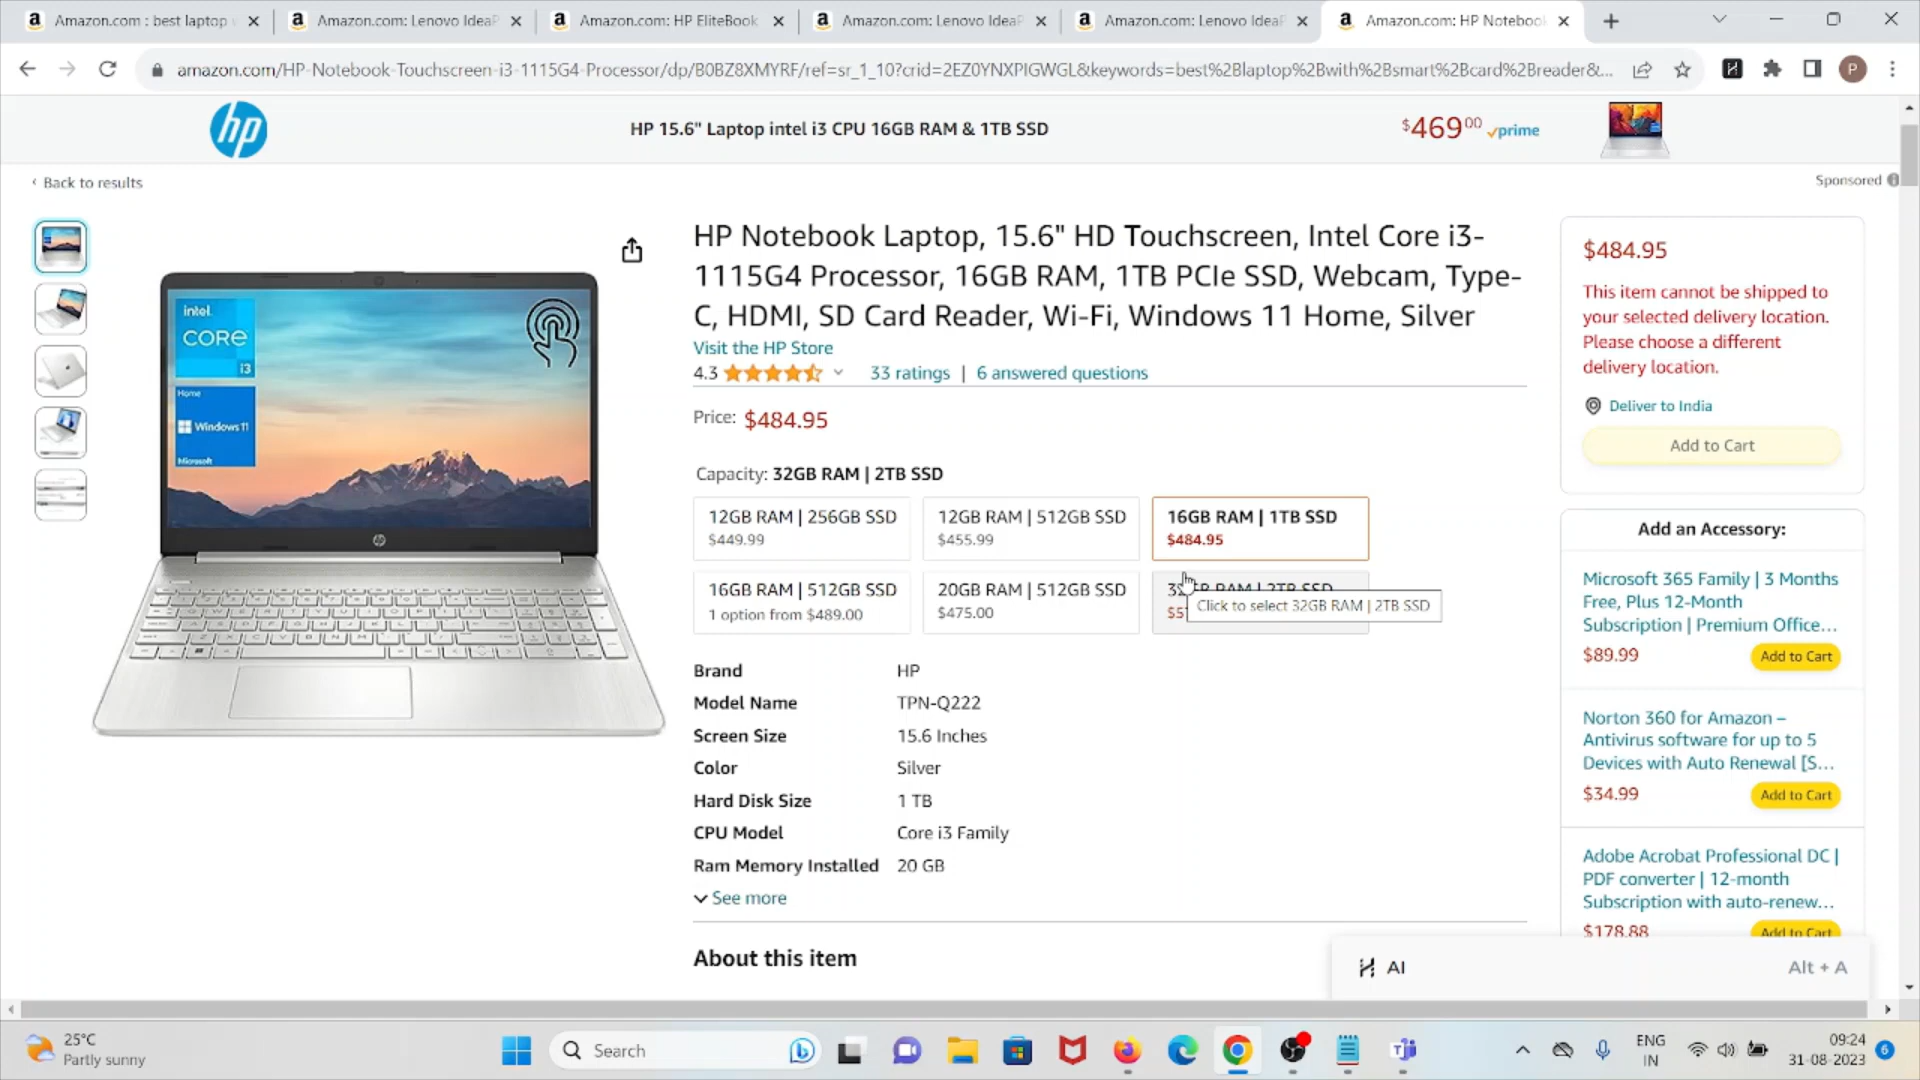 Amazon.com : best laptop
Amazon.com: Lenovo IdeaP
Amazon.com: HP EliteBook
Amazon.com: Lenovo IdeaP
Amazon.com: Lenovo IdeaP
Amazon.com: HP Notebook
amazon.com/HP-Notebook-Touchscreen-i3-1115G4-Processor/dp/B0BZ8XMYRF/ref=sr_1_10?crid=2EZ0YNXPIGWGL&keywords=best%2Blaptop%2Bwith%2Bsmart%2Bcard%2Breader&...
P
hp
HP 15.6" Laptop intel i3 CPU 16GB RAM & 1TB SSD
$469 00 prime
‹ Back to results
Sponsored
HP Notebook Laptop, 15.6" HD Touchscreen, Intel Core i3-
1115G4 Processor, 16GB RAM, 1TB PCIe SSD, Webcam, Type-
C, HDMI, SD Card Reader, Wi-Fi, Windows 11 Home, Silver
Visit the HP Store
4.3
33 ratings | 6 answered questions
Price: $484.95
Capacity: 32GB RAM | 2TB SSD
12GB RAM | 256GB SSD
$449.99
12GB RAM | 512GB SSD
$455.99
16GB RAM | 1TB SSD
$484.95
16GB RAM | 512GB SSD
1 option from $489.00
20GB RAM | 512GB SSD
$475.00
GB RAM | 2TB SSD
Click to select 32GB RAM | 2TB SSD
Brand HP
Model Name TPN-Q222
Screen Size 15.6 Inches
Color Silver
Hard Disk Size 1 TB
CPU Model Core i3 Family
Ram Memory Installed 20 GB
See more
About this item
intel
CORE
i3
Home
Windows 11
Microsoft
hp
$484.95
This item cannot be shipped to
your selected delivery location.
Please choose a different
delivery location.
Deliver to India
Add to Cart
Add an Accessory:
Microsoft 365 Family | 3 Months
Free, Plus 12-Month
Subscription | Premium Office...
$89.99 Add to Cart
Norton 360 for Amazon –
Antivirus software for up to 5
Devices with Auto Renewal [S...
$34.99 Add to Cart
Adobe Acrobat Professional DC |
PDF converter | 12-month
Subscription with auto-renew...
$178.88 Add to Cart
AI Alt + A
25°C
Partly sunny
Search
ENG
IN
09:24
31-08-2023
6